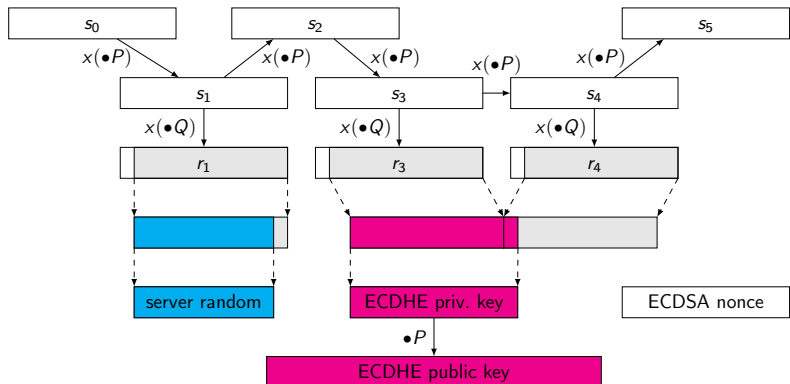 s0 s2 s5
x(•P) x(•P) x(•P) x(•P) x(•P)
s1 s3 s4
x(•Q) x(•Q) x(•Q)
r1 r3 r4
server random ECDHE priv. key ECDSA nonce
•P
ECDHE public key